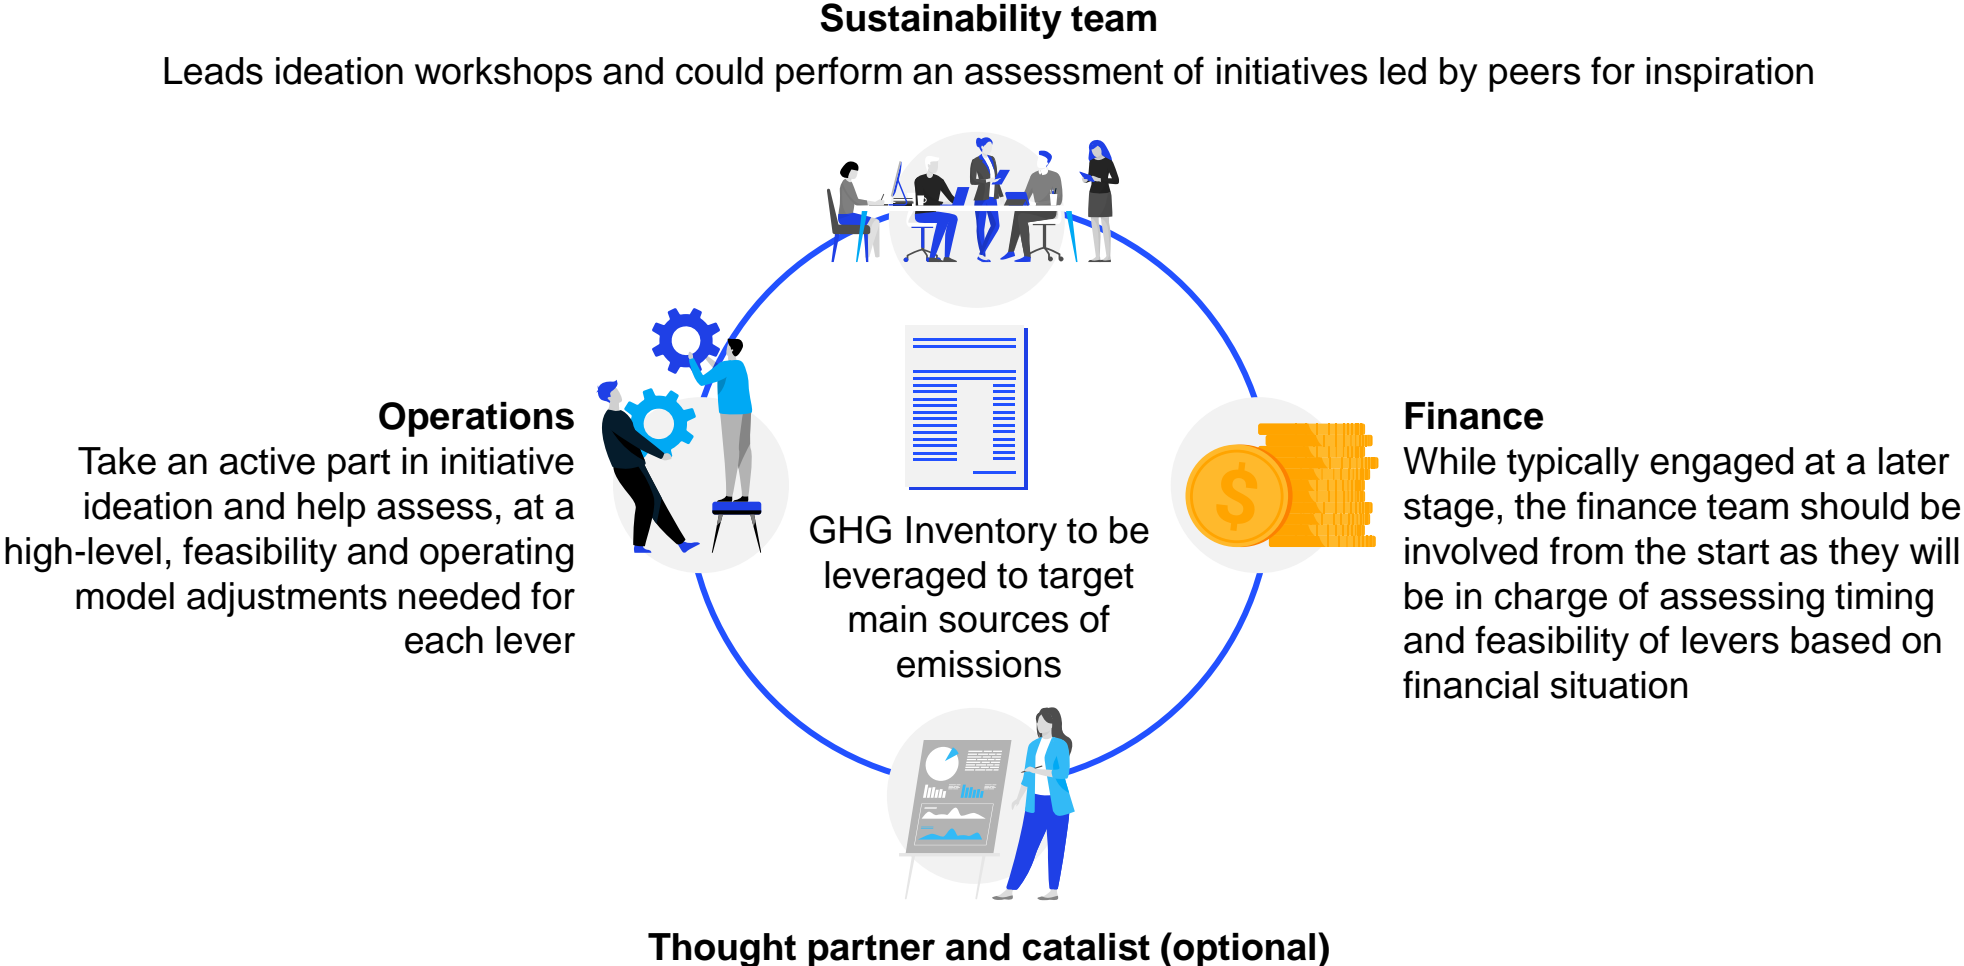 Sustainability team
Leads ideation workshops and could perform an assessment of initiatives led by peers for inspiration
Operations
Take an active part in initiative
ideation and help assess, at a
high-level, feasibility and operating
model adjustments needed for
each lever
GHG Inventory to be
leveraged to target
main sources of
emissions
Finance
While typically engaged at a later
stage, the finance team should be
involved from the start as they will
be in charge of assessing timing
and feasibility of levers based on
financial situation
Thought partner and catalist (optional)